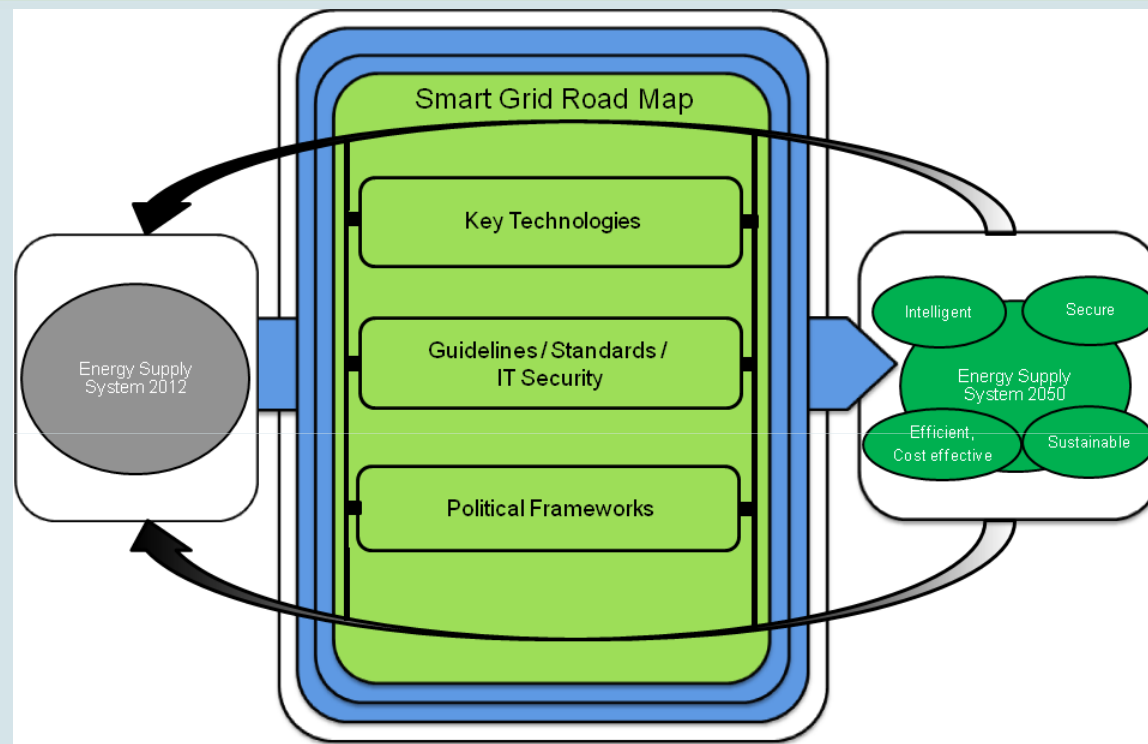 Smart Grid Road Map
Key Technologies
Guidelines / Standards /
IT Security
Political Frameworks
Energy Supply
System 2012
Intelligent
Secure
Energy Supply
System 2050
Efficient,
Cost effective
Sustainable